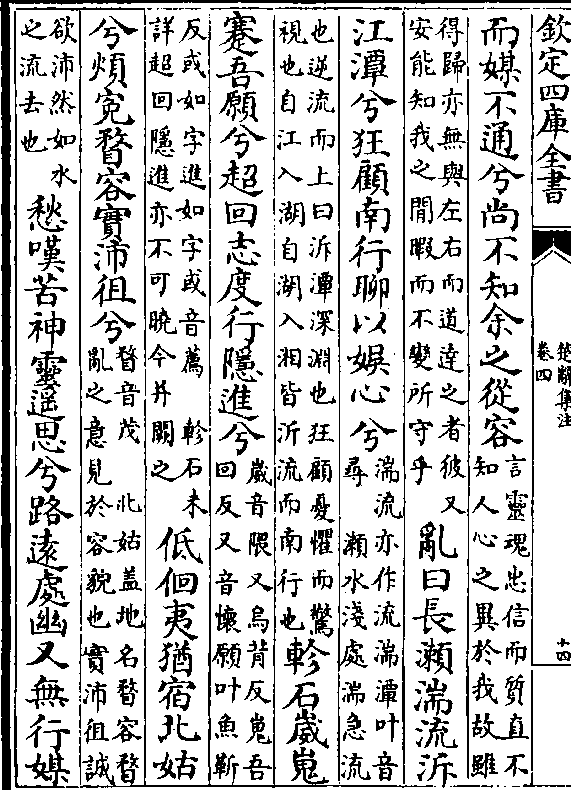 欽定四庫全書
楚辭集注
卷四
十四
而媒不通兮尚不知余之從容
言靈魂忠信而質直不
知人心之異於我故雖
得歸亦無與左右而道達之者彼又
安能知我之閒暇而不變所守乎
亂曰長瀨湍流泝
江潭兮狂顧南行聊以娛心兮
湍流亦作流湍潭叶音
尋 瀨水淺處湍急流
也逆流而上曰泝潭深淵也狂顧憂懼而驚
視也自江入湖自湖入湘皆泝流而南行也
軫石崴嵬
蹇吾願兮超回志度行隱進兮
崴音隈又烏背反嵬吾
回反又音懷願叶魚靳
反或如字進如字或音薦 軫石未
詳超回隱進亦不可曉今并闕之
低佪夷猶宿北姑
兮煩寃瞀容實沛徂兮
瞀音茂 北姑蓋地名瞀容瞀
亂之意見於容貌也實沛徂誠
欲沛然如水
之流去也
愁嘆苦神靈遥思兮路遠處幽又無行媒